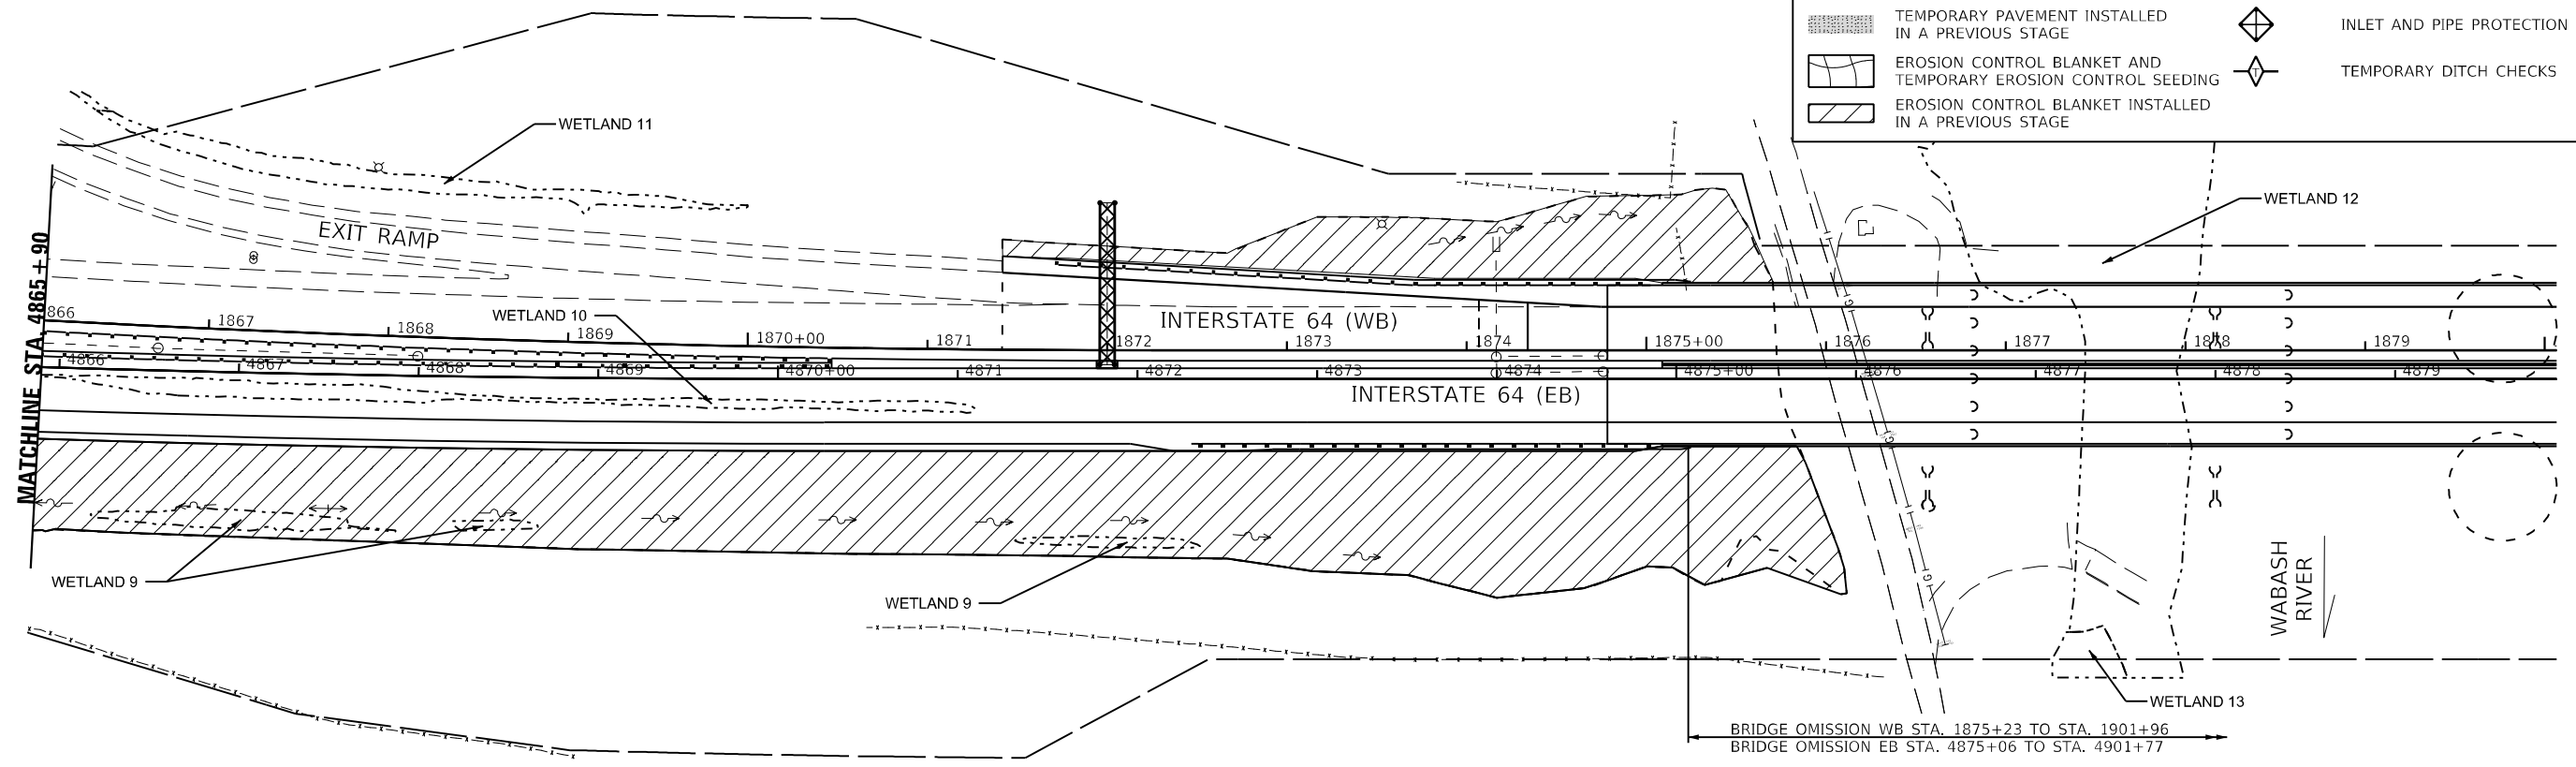 TEMPORARY PAVEMENT INSTALLED
IN A PREVIOUS STAGE
EROSION CONTROL BLANKET AND
TEMPORARY EROSION CONTROL SEEDING
EROSION CONTROL BLANKET INSTALLED
IN A PREVIOUS STAGE
INLET AND PIPE PROTECTION
T
TEMPORARY DITCH CHECKS
WETLAND 11
WETLAND 12
EXIT RAMP
MATCHLINE STA. 4865+90
WETLAND 10
INTERSTATE 64 (WB)
866
1867
1868
1869
1870+00
1871
1872
1873
1874
1875+00
1876
1877
1878
1879
4866
4867
4868
4869
4870+00
4871
4872
4873
4874
4875+00
4876
4877
4878
4879
INTERSTATE 64 (EB)
G
G
G
WETLAND 9
WETLAND 9
WABASH
RIVER
WETLAND 13
BRIDGE OMISSION WB STA. 1875+23 TO STA. 1901+96
BRIDGE OMISSION EB STA. 4875+06 TO STA. 4901+77